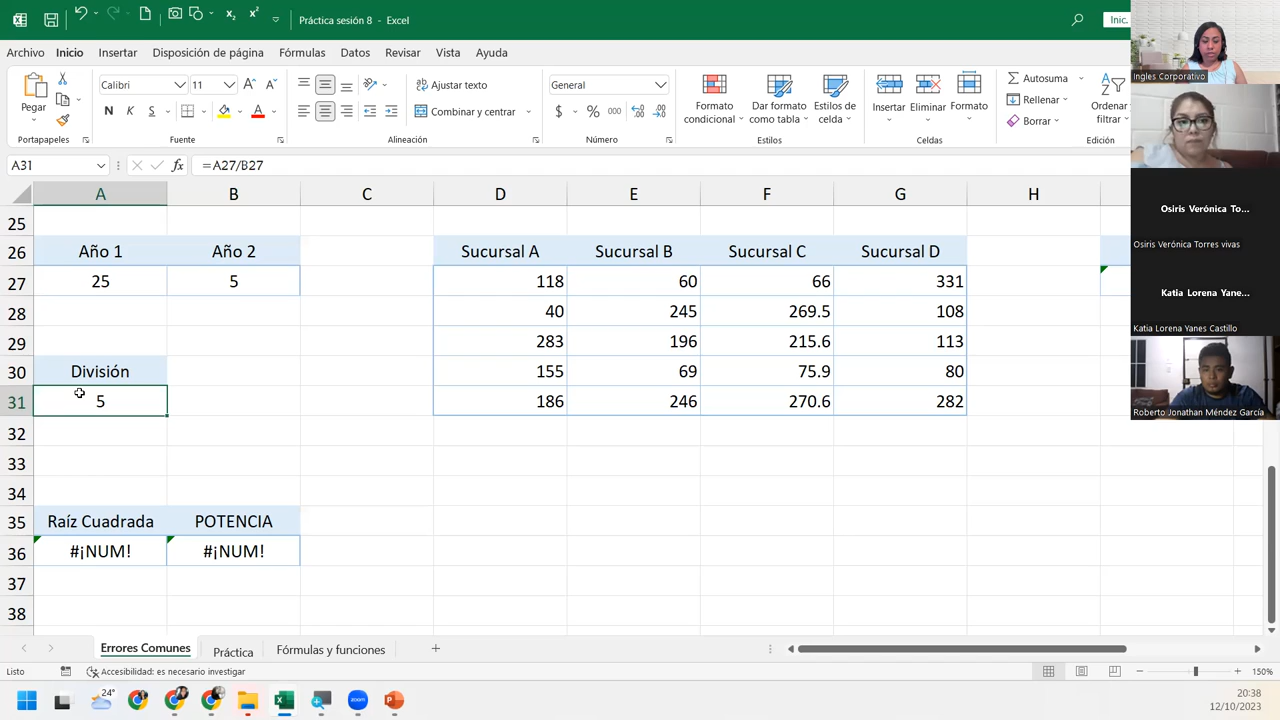 Práctica sesión 8 - Excel
Inic.
Archivo Inicio Insertar Disposición de página Fórmulas Datos Revisar Vista Ayuda
Pegar
Portapapeles
Calibri 11
N K S
Fuente
Ajustar texto
Combinar y centrar
Alineación
General
$ % 000
Número
Formato condicional
Dar formato como tabla
Estilos de celda
Estilos
Insertar
Eliminar
Formato
Celdas
Autosuma
Rellenar
Borrar
Ordenar
filtrar
Edición
A31 fx =A27/B27
A B C D E F G H
25
26 Año 1 Año 2 Sucursal A Sucursal B Sucursal C Sucursal D
27 25 5 118 60 66 331
28 40 245 269.5 108
29 283 196 215.6 113
30 División 155 69 75.9 80
31 5 186 246 270.6 282
32
33
34
35 Raíz Cuadrada POTENCIA
36 #¡NUM! #¡NUM!
37
38
Errores Comunes Práctica Fórmulas y funciones
Listo Accesibilidad: es necesario investigar 150%
24°
zoom
20:38
12/10/2023
Ingles Corporativo
Osiris Verónica To...
Osiris Verónica Torres vivas
Katia Lorena Yane...
Katia Lorena Yanes Castillo
Roberto Jonathan Méndez García